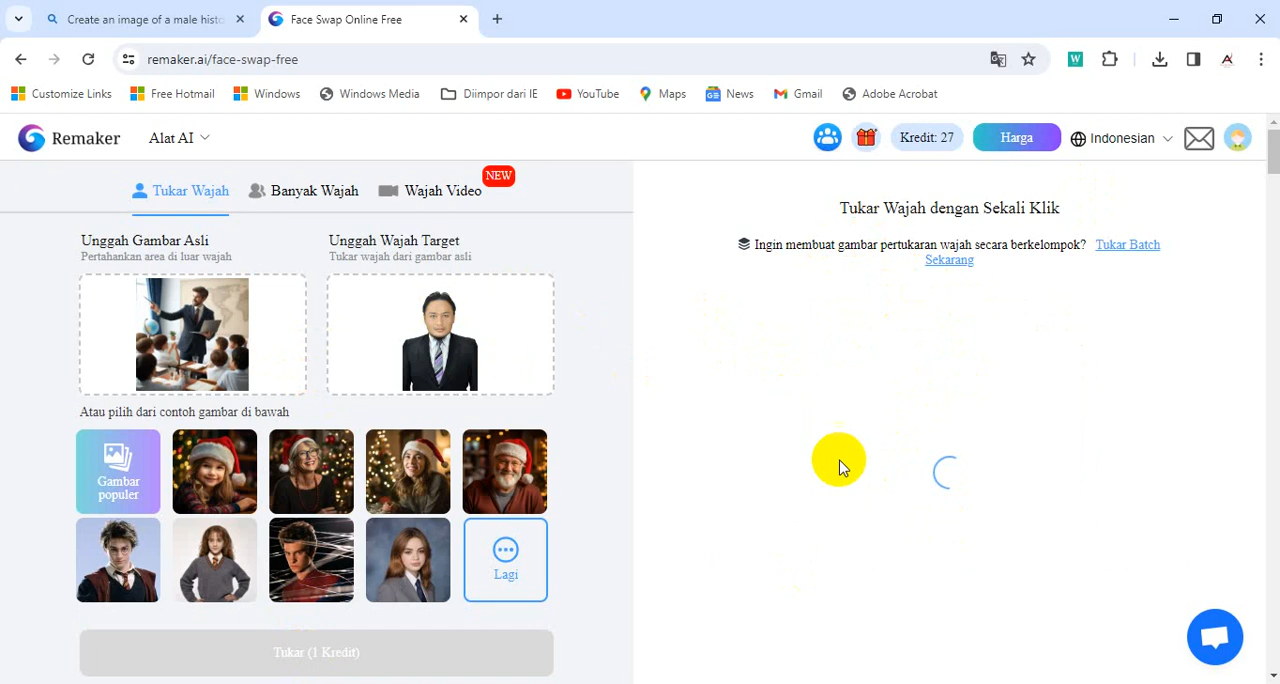 Create an image of a male histo
Face Swap Online Free
remaker.ai/face-swap-free
Customize Links
Free Hotmail
Windows
Windows Media
Diimpor dari IE
YouTube
Maps
News
Gmail
Adobe Acrobat
Remaker
Alat AI
Kredit: 27
Harga
Indonesian
Tukar Wajah
Banyak Wajah
Wajah Video
NEW
Unggah Gambar Asli
Pertahankan area di luar wajah
Unggah Wajah Target
Tukar wajah dari gambar asli
Atau pilih dari contoh gambar di bawah
Gambar
populer
Lagi
Tukar (1 Kredit)
Tukar Wajah dengan Sekali Klik
Ingin membuat gambar pertukaran wajah secara berkelompok? Tukar Batch
Sekarang